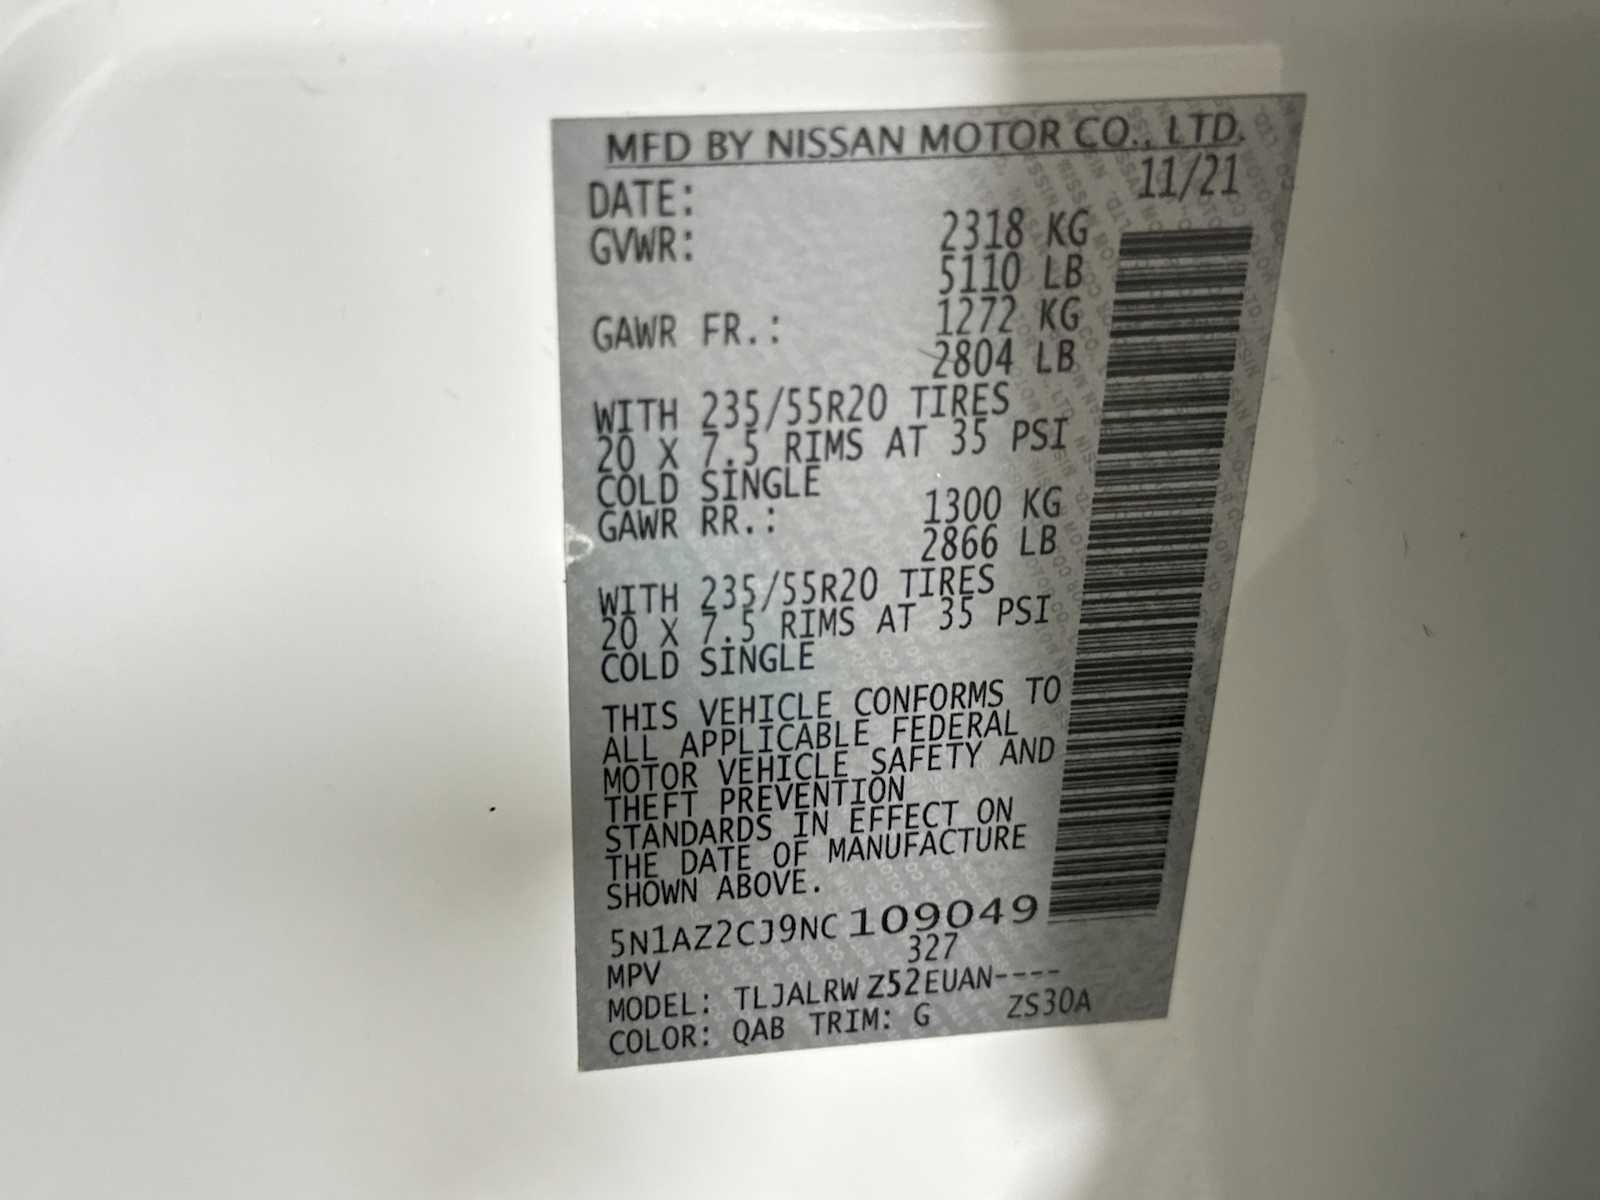 MFD BY NISSAN MOTOR CO., LTD.
DATE: 11/21
GVWR: 2318 KG
5110 LB
GAWR FR.: 1272 KG
2804 LB
WITH 235/55R20 TIRES
20 X 7.5 RIMS AT 35 PSI
COLD SINGLE
GAWR RR.: 1300 KG
2866 LB
WITH 235/55R20 TIRES
20 X 7.5 RIMS AT 35 PSI
COLD SINGLE
THIS VEHICLE CONFORMS TO
ALL APPLICABLE FEDERAL
MOTOR VEHICLE SAFETY AND
THEFT PREVENTION
STANDARDS IN EFFECT ON
THE DATE OF MANUFACTURE
SHOWN ABOVE.
5N1AZ2CJ9NC109049
MPV 327
MODEL: TLJALRWZ52EUAN----
COLOR: QAB TRIM: G ZS30A